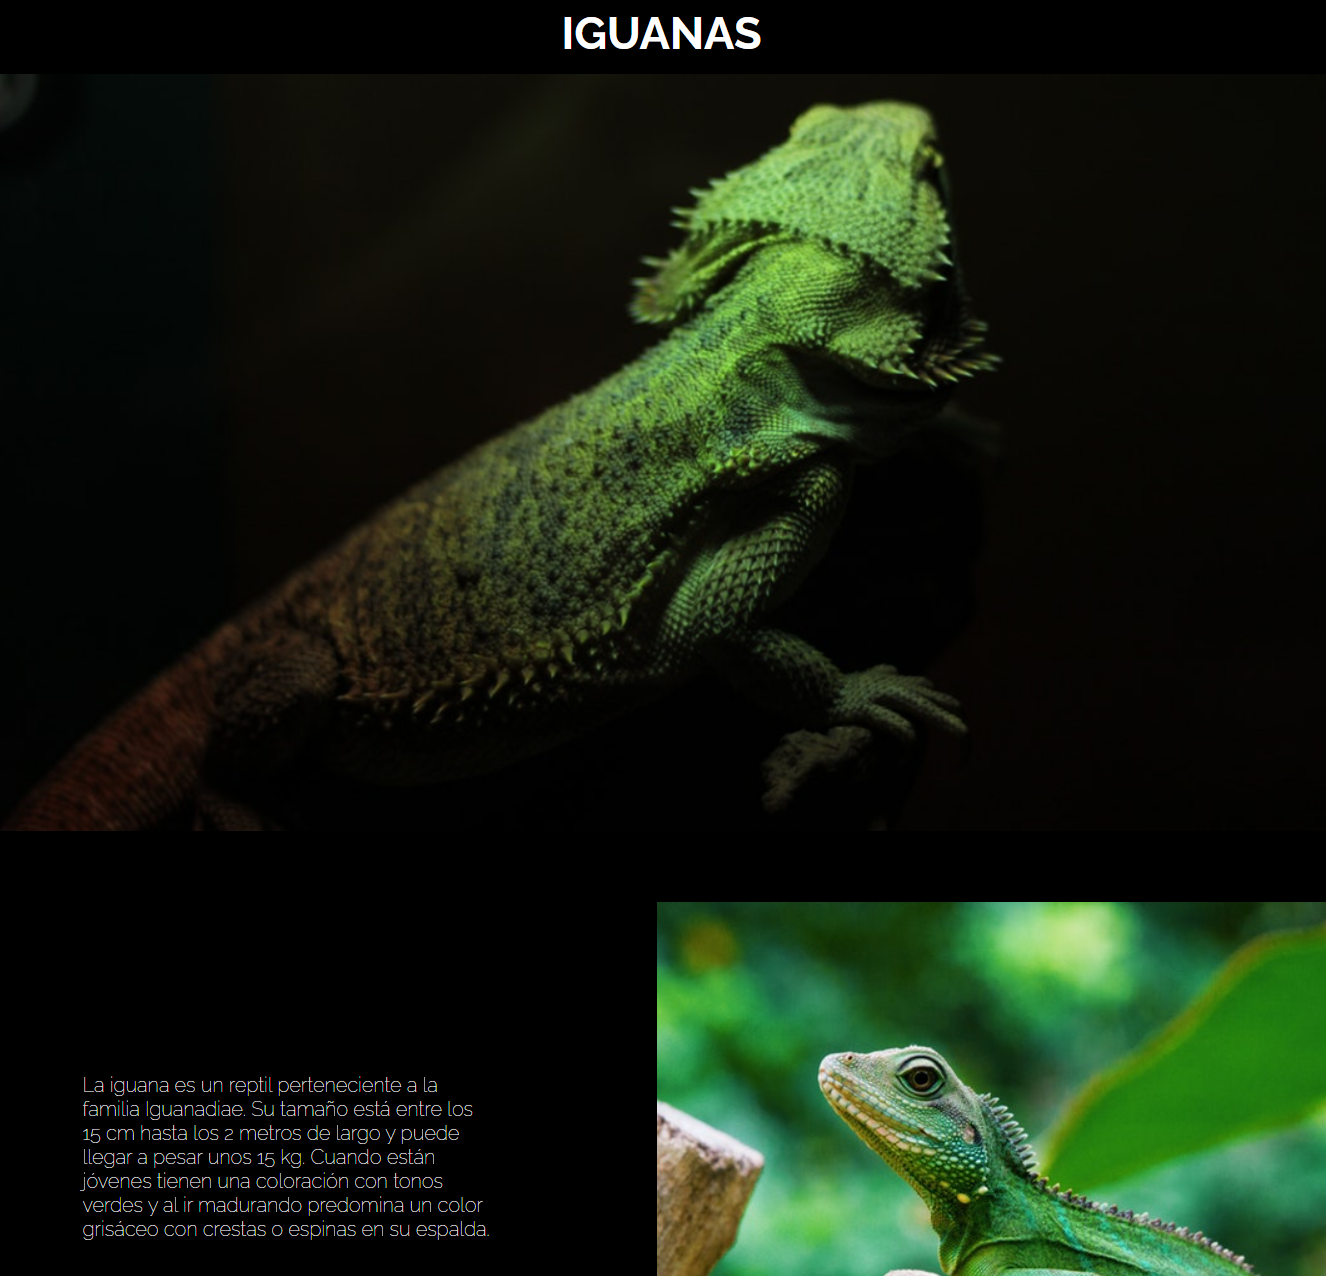 IGUANAS
La iguana es un reptil perteneciente a la
familia Iguanadiae. Su tamaño está entre los
15 cm hasta los 2 metros de largo y puede
llegar a pesar unos 15 kg. Cuando están
jóvenes tienen una coloración con tonos
verdes y al ir madurando predomina un color
grisáceo con crestas o espinas en su espalda.